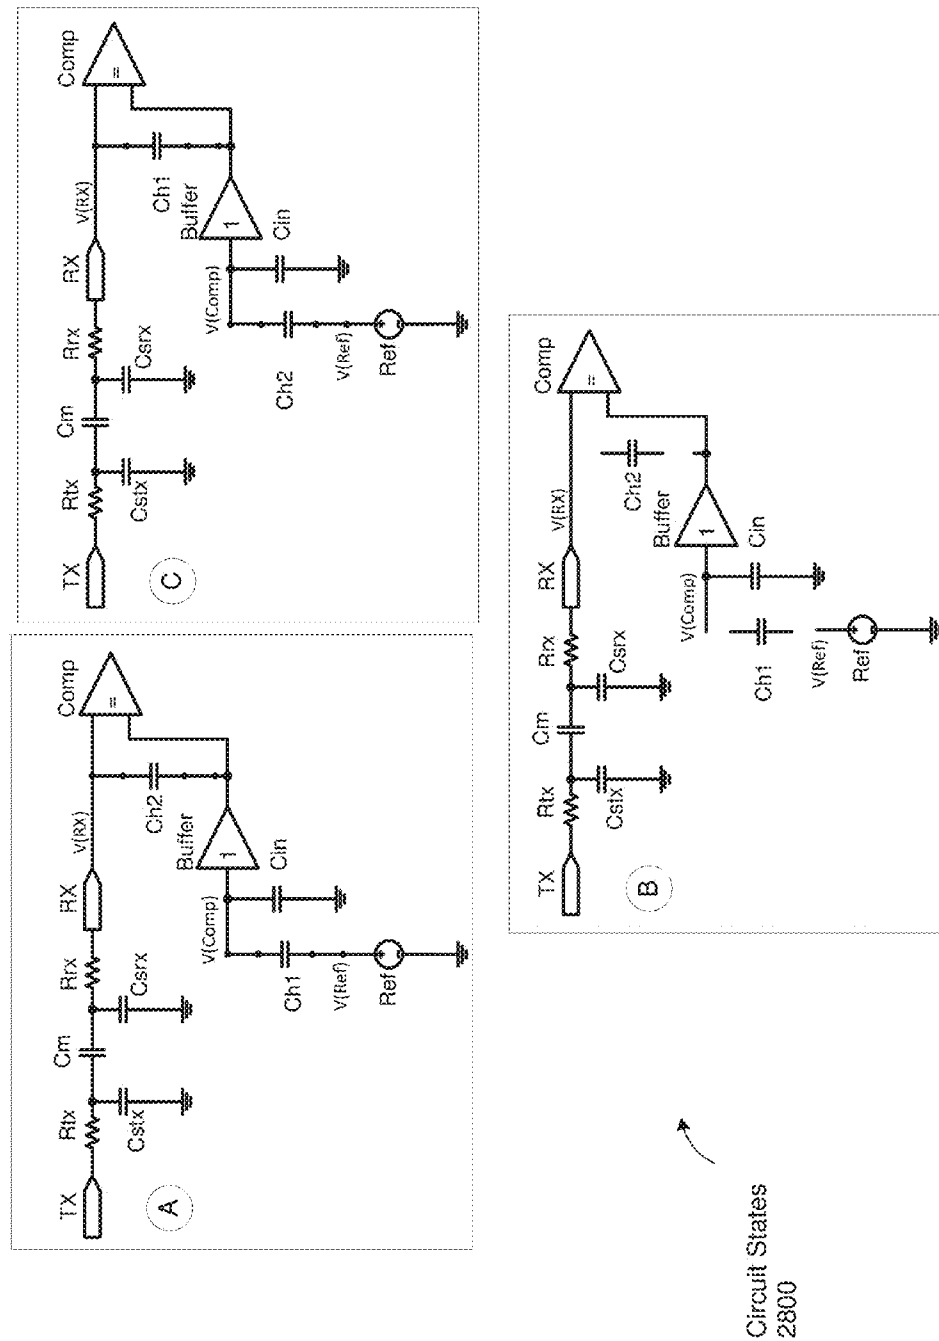 TX
Rtx
Cstx
Cm
Csrx
Rrx
RX
V(RX)
Comp
=
Ch2
Buffer
1
Cin
V(Comp)
Ch1
V(Ref)
Ref
A
TX
Rtx
Cstx
Cm
Csrx
Rrx
RX
V(RX)
Comp
=
Ch1
Buffer
1
Cin
V(Comp)
Ch2
V(Ref)
Ref
C
TX
Rtx
Cstx
Cm
Csrx
Rrx
RX
V(RX)
Comp
=
Ch2
Buffer
1
Cin
V(Comp)
Ch1
V(Ref)
Ref
B
Circuit States
2800